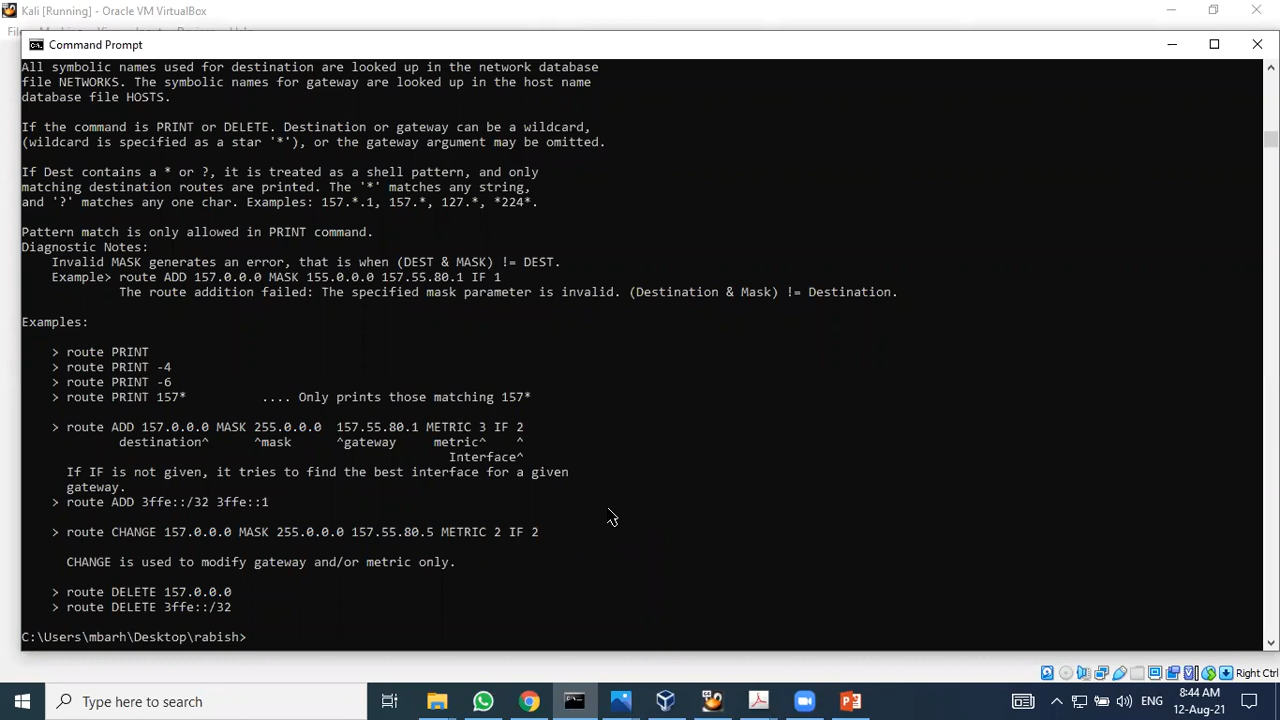 Kali [Running] - Oracle VM VirtualBox
Command Prompt
All symbolic names used for destination are looked up in the network database
file NETWORKS. The symbolic names for gateway are looked up in the host name
database file HOSTS.
If the command is PRINT or DELETE. Destination or gateway can be a wildcard,
(wildcard is specified as a star '*'), or the gateway argument may be omitted.
If Dest contains a * or ?, it is treated as a shell pattern, and only
matching destination routes are printed. The '*' matches any string,
and '?' matches any one char. Examples: 157.*.1, 157.*, 127.*, *224*.
Pattern match is only allowed in PRINT command.
Diagnostic Notes:
    Invalid MASK generates an error, that is when (DEST & MASK) != DEST.
    Example> route ADD 157.0.0.0 MASK 155.0.0.0 157.55.80.1 IF 1
             The route addition failed: The specified mask parameter is invalid. (Destination & Mask) != Destination.
Examples:
    > route PRINT
    > route PRINT -4
    > route PRINT -6
    > route PRINT 157*          .... Only prints those matching 157*
    > route ADD 157.0.0.0 MASK 255.0.0.0  157.55.80.1 METRIC 3 IF 2
             destination^      ^mask      ^gateway     metric^    ^
                                                         Interface^
      If IF is not given, it tries to find the best interface for a given
      gateway.
    > route ADD 3ffe::/32 3ffe::1
    > route CHANGE 157.0.0.0 MASK 255.0.0.0 157.55.80.5 METRIC 2 IF 2
      CHANGE is used to modify gateway and/or metric only.
    > route DELETE 157.0.0.0
    > route DELETE 3ffe::/32
C:\Users\mbarh\Desktop\rabish>
Right Ctrl
Type here to search
ENG
8:44 AM
12-Aug-21